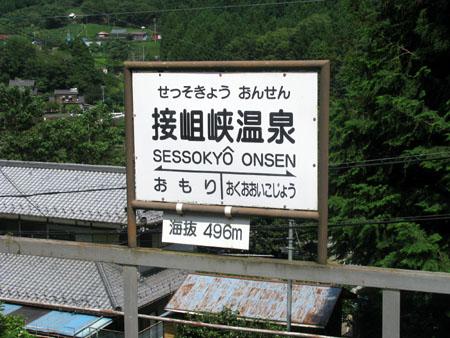 せっそきょう おんせん
接岨峡温泉
SESSOKYÔ ONSEN
おもり おくおおいこじょう
海抜 496m